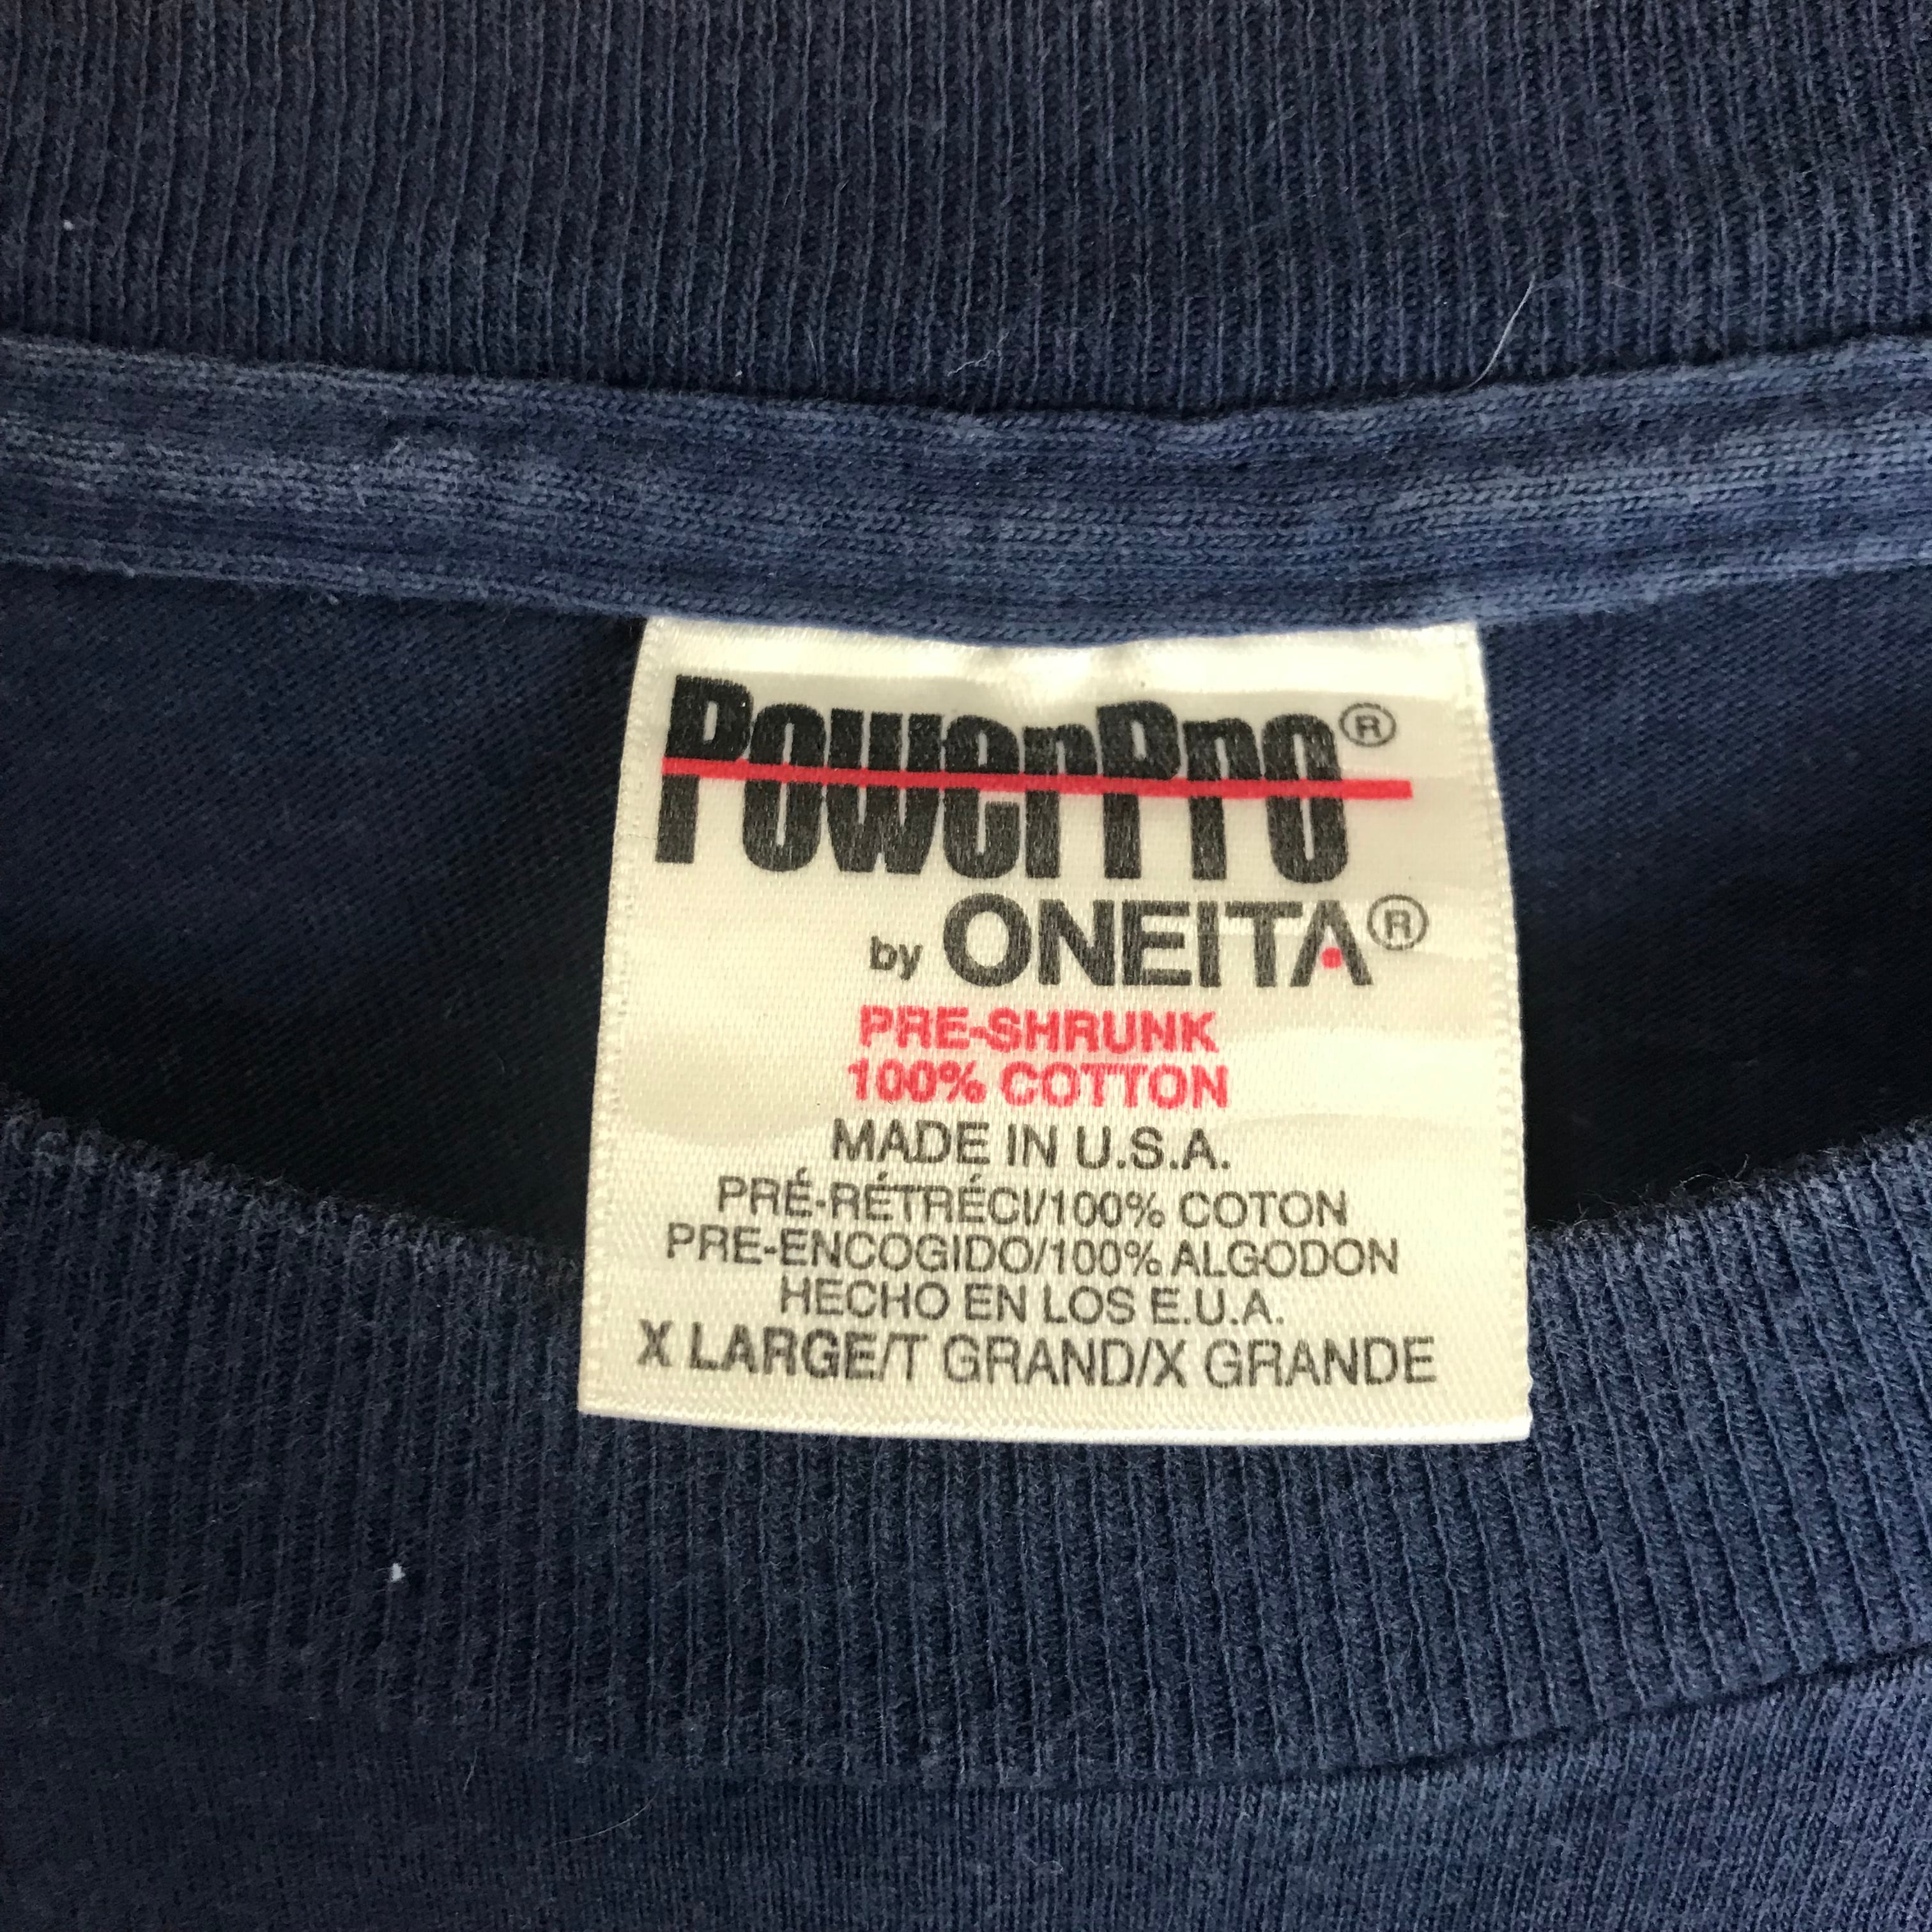 PowerPro®
by ONEITA®
PRE-SHRUNK
100% COTTON
MADE IN U.S.A.
PRÉ-RÉTRÉCI/100% COTON
PRE-ENCOGIDO/100% ALGODON
HECHO EN LOS E.U.A.
X LARGE/T GRAND/X GRANDE